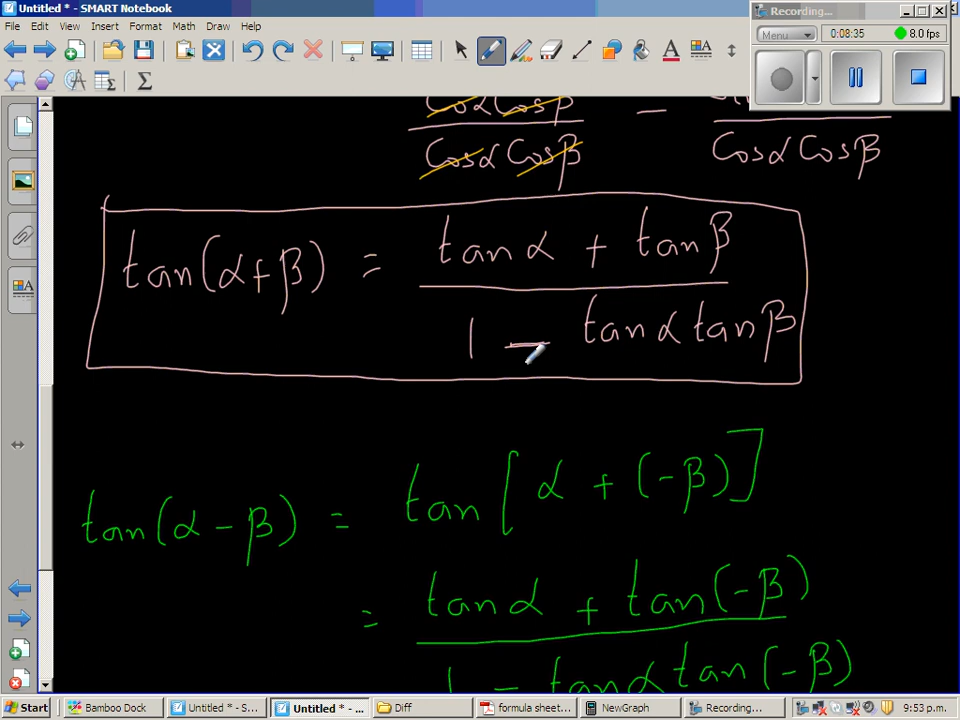 Untitled * - SMART Notebook
File Edit View Insert Format Math Draw Help
Recording...
Menu 0:08:35 8.0 fps
Cosα Cosβ
Cosα Cosβ − Cosα Cosβ
tan(α+β) = tanα + tanβ
1 − tanα tanβ
tan(α − β) = tan[α + (−β)]
= tanα + tan(−β)
1 − tanα tan(−β)
Start Bamboo Dock Untitled * - S... Untitled * - ... Diff formula sheet... NewGraph Recording... 9:53 p.m.